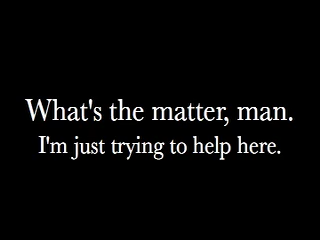 What's the matter, man.
I'm just trying to help here.